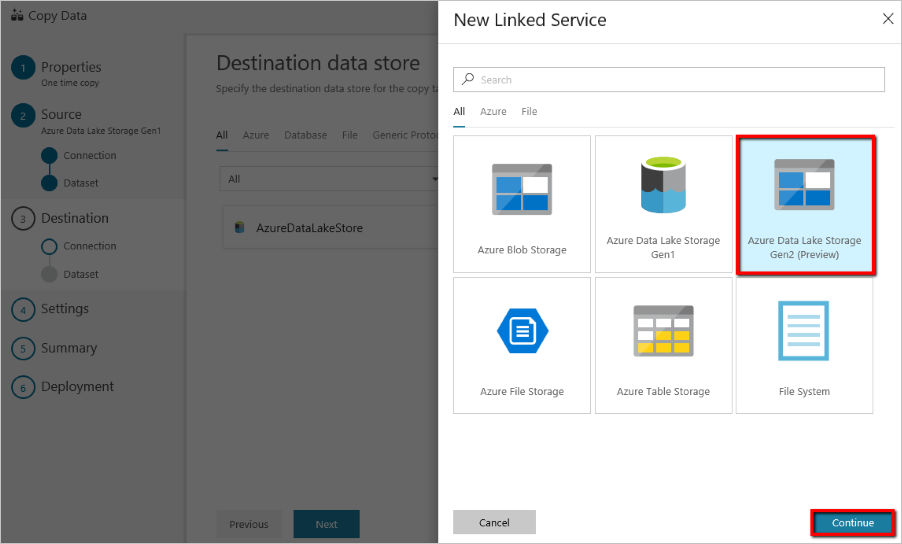 Copy Data
1
Properties
One time copy
2
Source
Azure Data Lake Storage Gen1
Connection
Dataset
3
Destination
Connection
Dataset
4
Settings
5
Summary
6
Deployment
Destination data store
Specify the destination data store for the copy ta
All Azure Database File Generic Protoc
All
AzureDataLakeStore
Previous Next
New Linked Service
Search
All Azure File
Azure Blob Storage
Azure Data Lake Storage
Gen1
Azure Data Lake Storage
Gen2 (Preview)
Azure File Storage
Azure Table Storage
File System
Cancel Continue